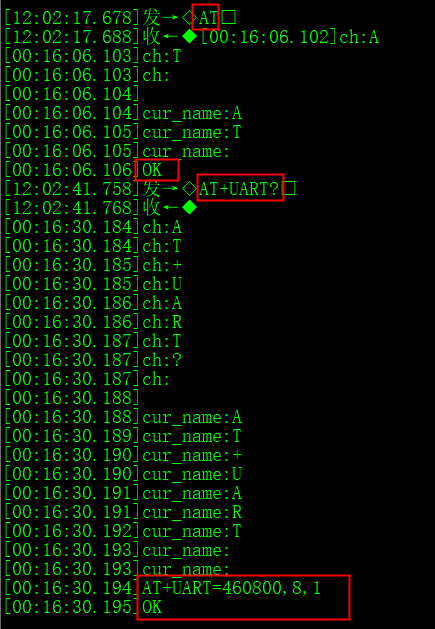 [12:02:17.678]发→◇AT□
[12:02:17.688]收←◆[00:16:06.102]ch:A
[00:16:06.103]ch:T
[00:16:06.103]ch:
[00:16:06.104]
[00:16:06.104]cur_name:A
[00:16:06.105]cur_name:T
[00:16:06.105]cur_name:
[00:16:06.106]OK
[12:02:41.758]发→◇AT+UART?□
[12:02:41.768]收←◆
[00:16:30.184]ch:A
[00:16:30.184]ch:T
[00:16:30.185]ch:+
[00:16:30.185]ch:U
[00:16:30.186]ch:A
[00:16:30.186]ch:R
[00:16:30.187]ch:T
[00:16:30.187]ch:?
[00:16:30.187]ch:
[00:16:30.188]
[00:16:30.188]cur_name:A
[00:16:30.189]cur_name:T
[00:16:30.190]cur_name:+
[00:16:30.190]cur_name:U
[00:16:30.191]cur_name:A
[00:16:30.191]cur_name:R
[00:16:30.192]cur_name:T
[00:16:30.193]cur_name:
[00:16:30.193]cur_name:
[00:16:30.194]AT+UART=460800,8,1
[00:16:30.195]OK